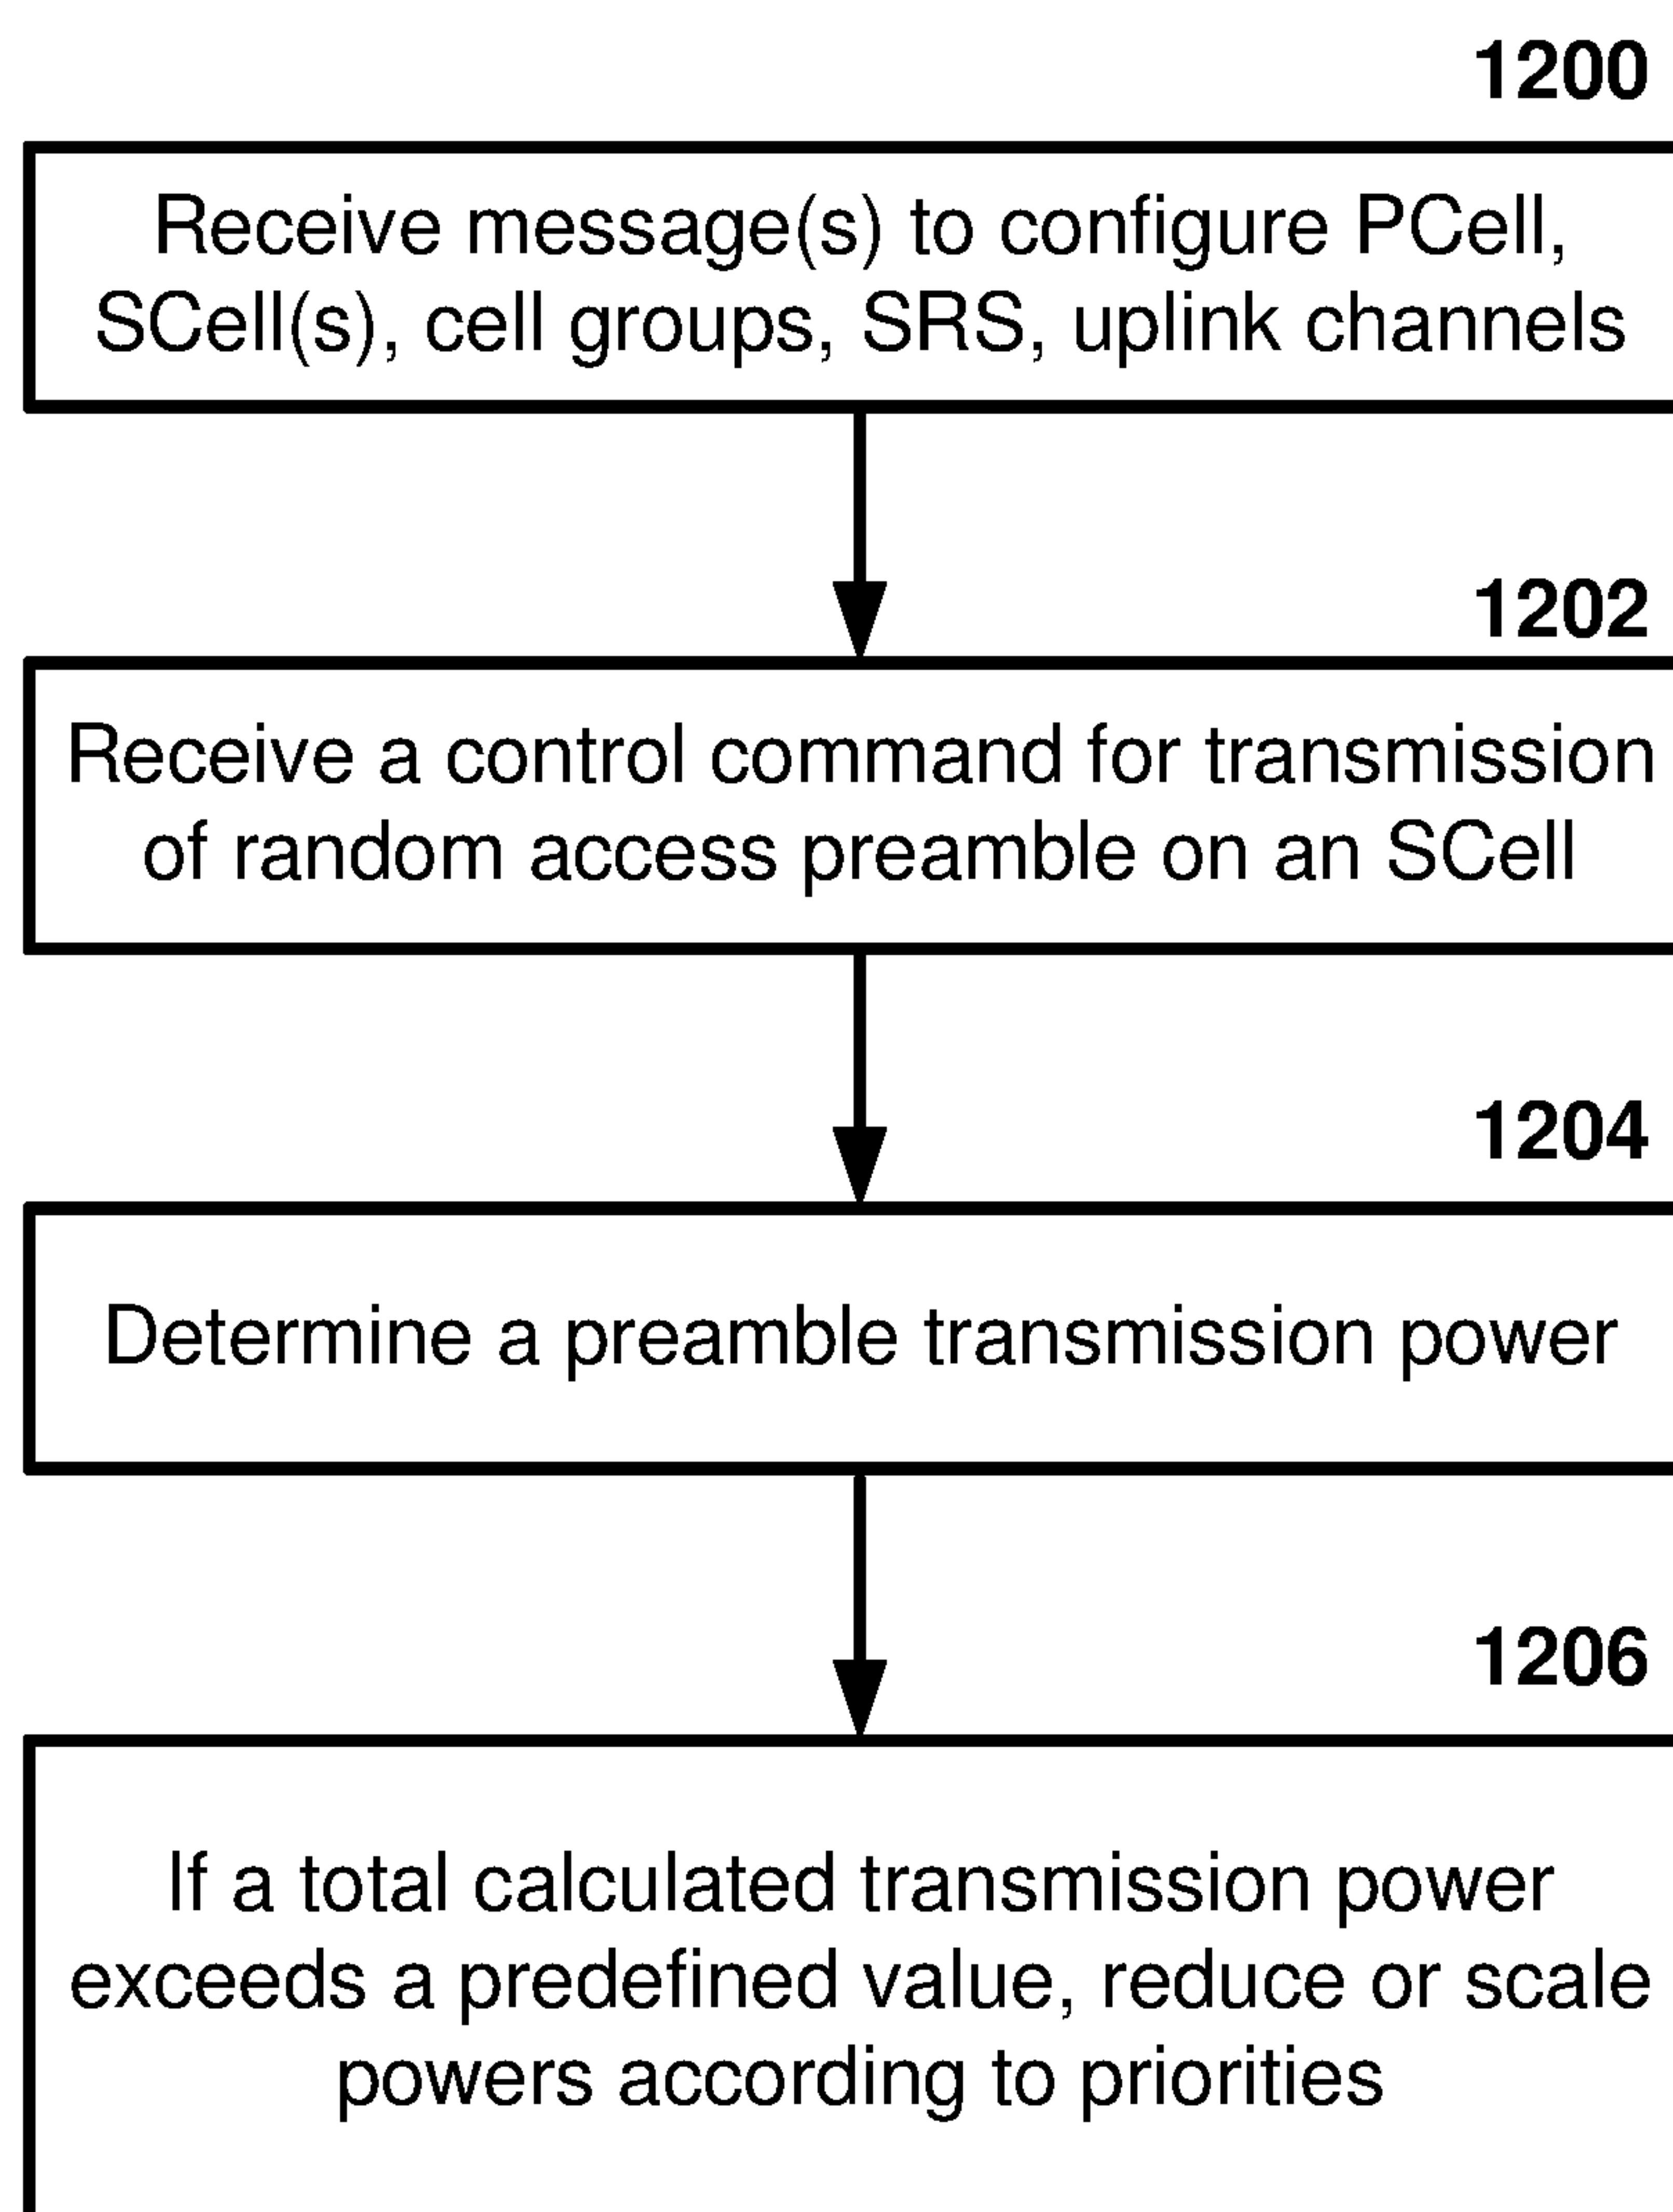 1200
Receive message(s) to configure PCell,
SCell(s), cell groups, SRS, uplink channels
1202
Receive a control command for transmission
of random access preamble on an SCell
1204
Determine a preamble transmission power
1206
If a total calculated transmission power
exceeds a predefined value, reduce or scale
powers according to priorities